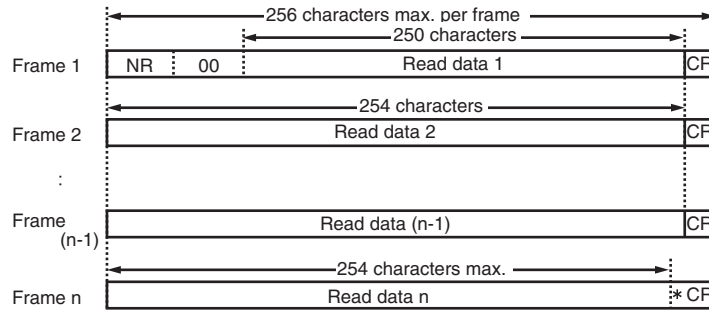 256 characters max. per frame
250 characters
Frame 1 NR 00 Read data 1 CR
254 characters
Frame 2 Read data 2 CR
:
Frame (n-1) Read data (n-1) CR
254 characters max.
Frame n Read data n * CR